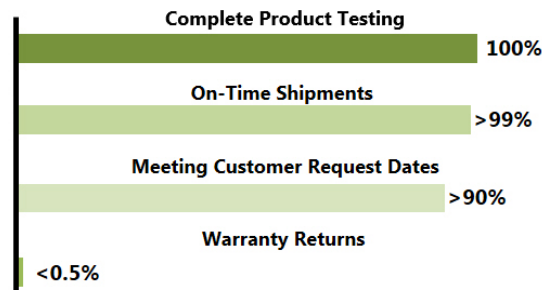 Complete Product Testing
100%
On-Time Shipments
>99%
Meeting Customer Request Dates
>90%
Warranty Returns
<0.5%